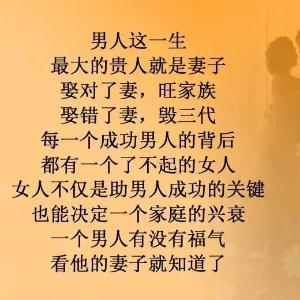 男人这一生
最大的贵人就是妻子
娶对了妻，旺家族
娶错了妻，毁三代
每一个成功男人的背后
都有一个了不起的女人
女人不仅是助男人成功的关键
也能决定一个家庭的兴衰
一个男人有没有福气
看他的妻子就知道了